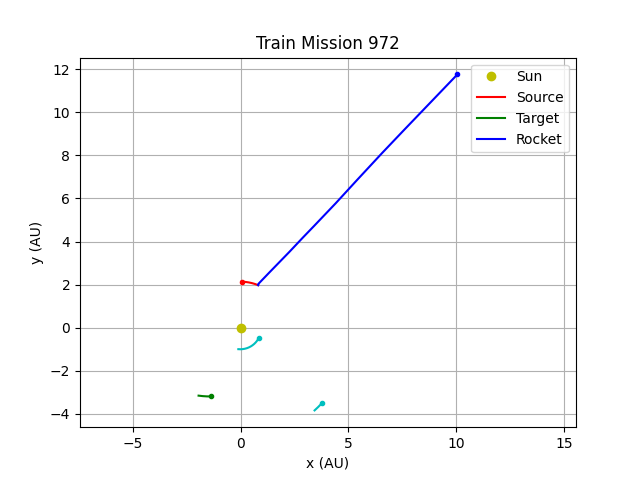 Train Mission 972
Sun
Source
Target
Rocket
12
10
8
6
4
2
0
−2
−4
y (AU)
−5
0
5
10
15
x (AU)